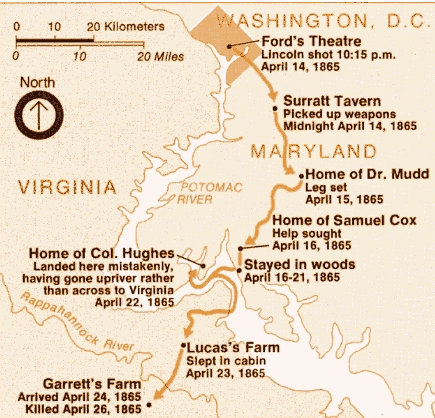 WASHINGTON, D.C.
0 10 20 Kilometers
0 10 20 Miles
North
Ford's Theatre
Lincoln shot 10:15 p.m.
April 14, 1865
Surratt Tavern
Picked up weapons
Midnight April 14, 1865
MARYLAND
Home of Dr. Mudd
Leg set
April 15, 1865
VIRGINIA
POTOMAC
RIVER
Home of Samuel Cox
Help sought
April 16, 1865
Stayed in woods
April 16-21, 1865
Home of Col. Hughes
Landed here mistakenly,
having gone upriver rather
than across to Virginia
April 22, 1865
Rappahannock River
Lucas's Farm
Slept in cabin
April 23, 1865
Garrett's Farm
Arrived April 24, 1865
Killed April 26, 1865